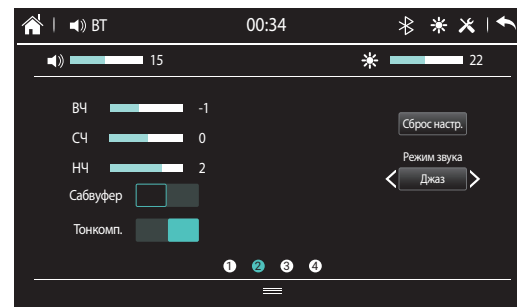 BT 00:34
15 22
ВЧ -1
СЧ 0
НЧ 2
Сброс настр.
Режим звука
Джаз
Сабвуфер
Тонкомп.
1 2 3 4